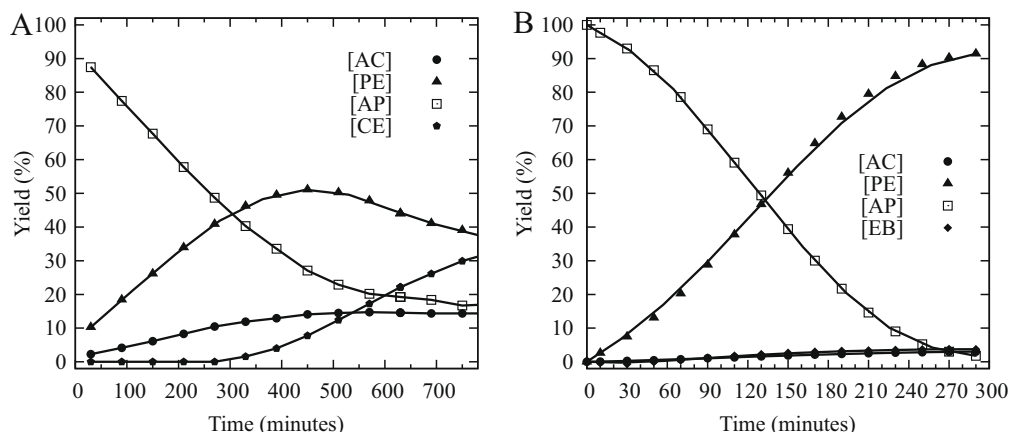 A
Yield (%)
100
90
80
70
60
50
40
30
20
10
0
[AC]
[PE]
[AP]
[CE]
0 100 200 300 400 500 600 700
Time (minutes)
B
Yield (%)
100
90
80
70
60
50
40
30
20
10
0
[AC]
[PE]
[AP]
[EB]
0 30 60 90 120 150 180 210 240 270 300
Time (minutes)